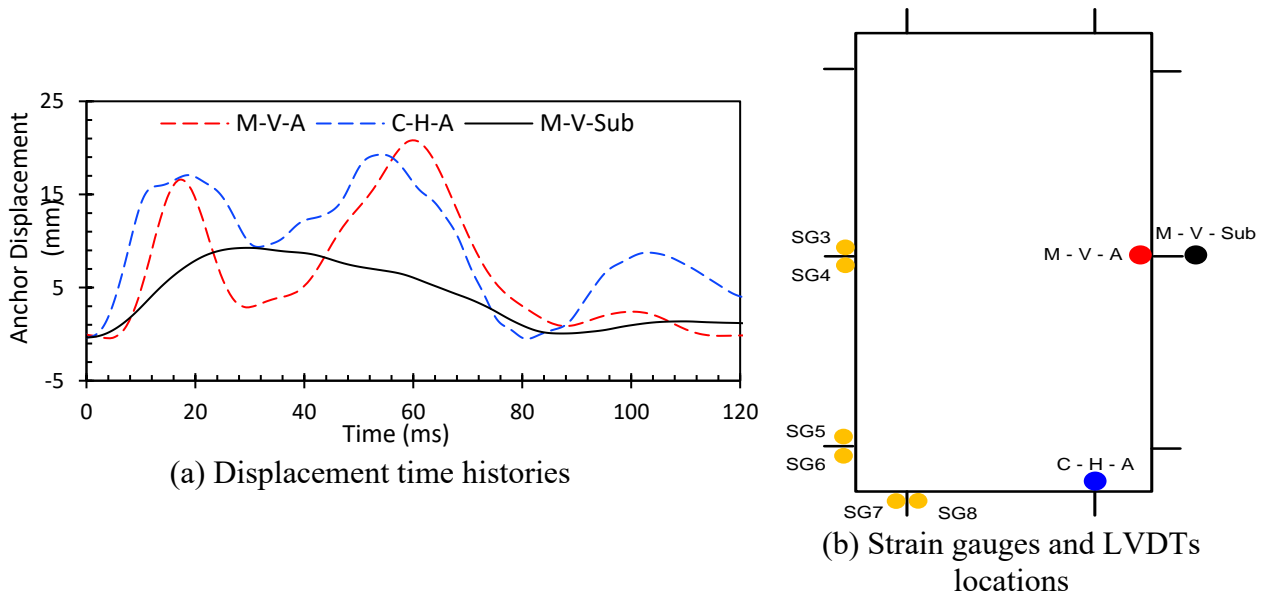 25
15
5
-5
Anchor Displacement
(mm)
M-V-A C-H-A M-V-Sub
0 20 40 60 80 100 120
Time (ms)
(a) Displacement time histories
SG3
SG4
M - V - A
M - V - Sub
SG5
SG6
C - H - A
SG7 SG8
(b) Strain gauges and LVDTs
locations